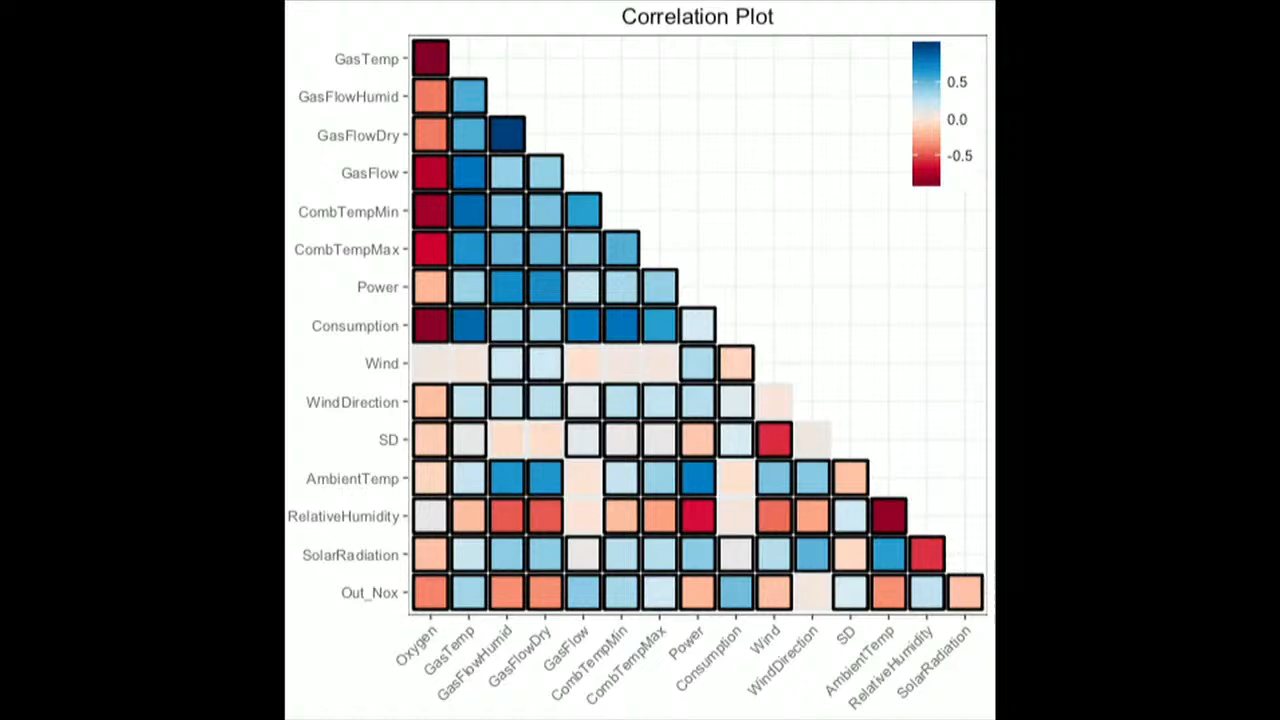 Correlation Plot
GasTemp
GasFlowHumid
GasFlowDry
GasFlow
CombTempMin
CombTempMax
Power
Consumption
Wind
WindDirection
SD
AmbientTemp
RelativeHumidity
SolarRadiation
Out_Nox
0.5
0.0
-0.5
Oxygen
GasTemp
GasFlowHumid
GasFlowDry
GasFlow
CombTempMin
CombTempMax
Power
Consumption
Wind
WindDirection
SD
AmbientTemp
RelativeHumidity
SolarRadiation